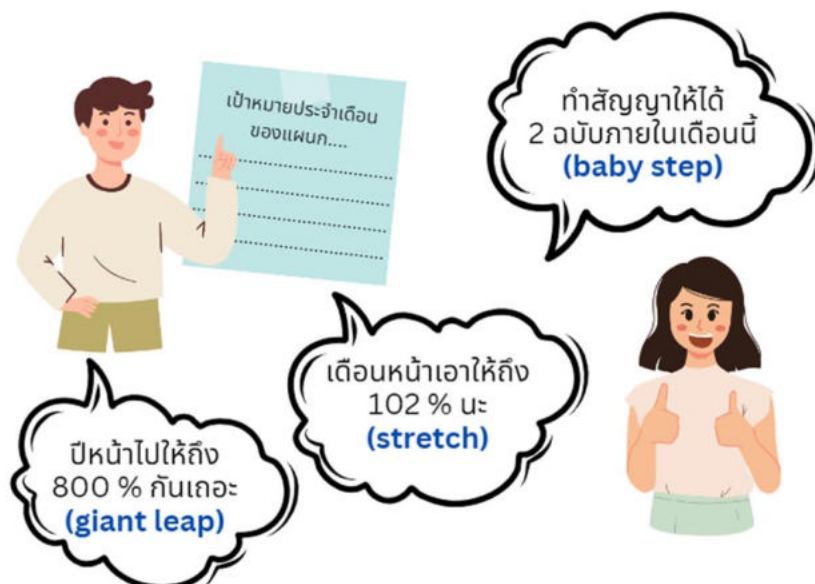 เป้าหมายประจำเดือน
ของแผนก....
ทำสัญญาให้ได้
2 ฉบับภายในเดือนนี้
(baby step)
เดือนหน้าเอาให้ถึง
102 % นะ
(stretch)
ปีหน้าไปให้ถึง
800 % กันเถอะ
(giant leap)